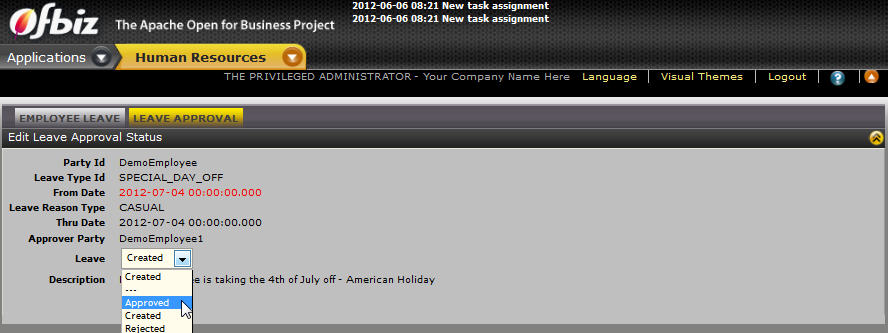 2012-06-06 08:21 New task assignment
2012-06-06 08:21 New task assignment
Ofbiz The Apache Open for Business Project
Applications Human Resources
THE PRIVILEGED ADMINISTRATOR - Your Company Name Here Language Visual Themes Logout ?
EMPLOYEE LEAVE LEAVE APPROVAL
Edit Leave Approval Status
Party Id DemoEmployee
Leave Type Id SPECIAL_DAY_OFF
From Date 2012-07-04 00:00:00.000
Leave Reason Type CASUAL
Thru Date 2012-07-04 00:00:00.000
Approver Party DemoEmployee1
Leave Created
Created
Description ee is taking the 4th of July off - American Holiday
---
Approved
Created
Rejected